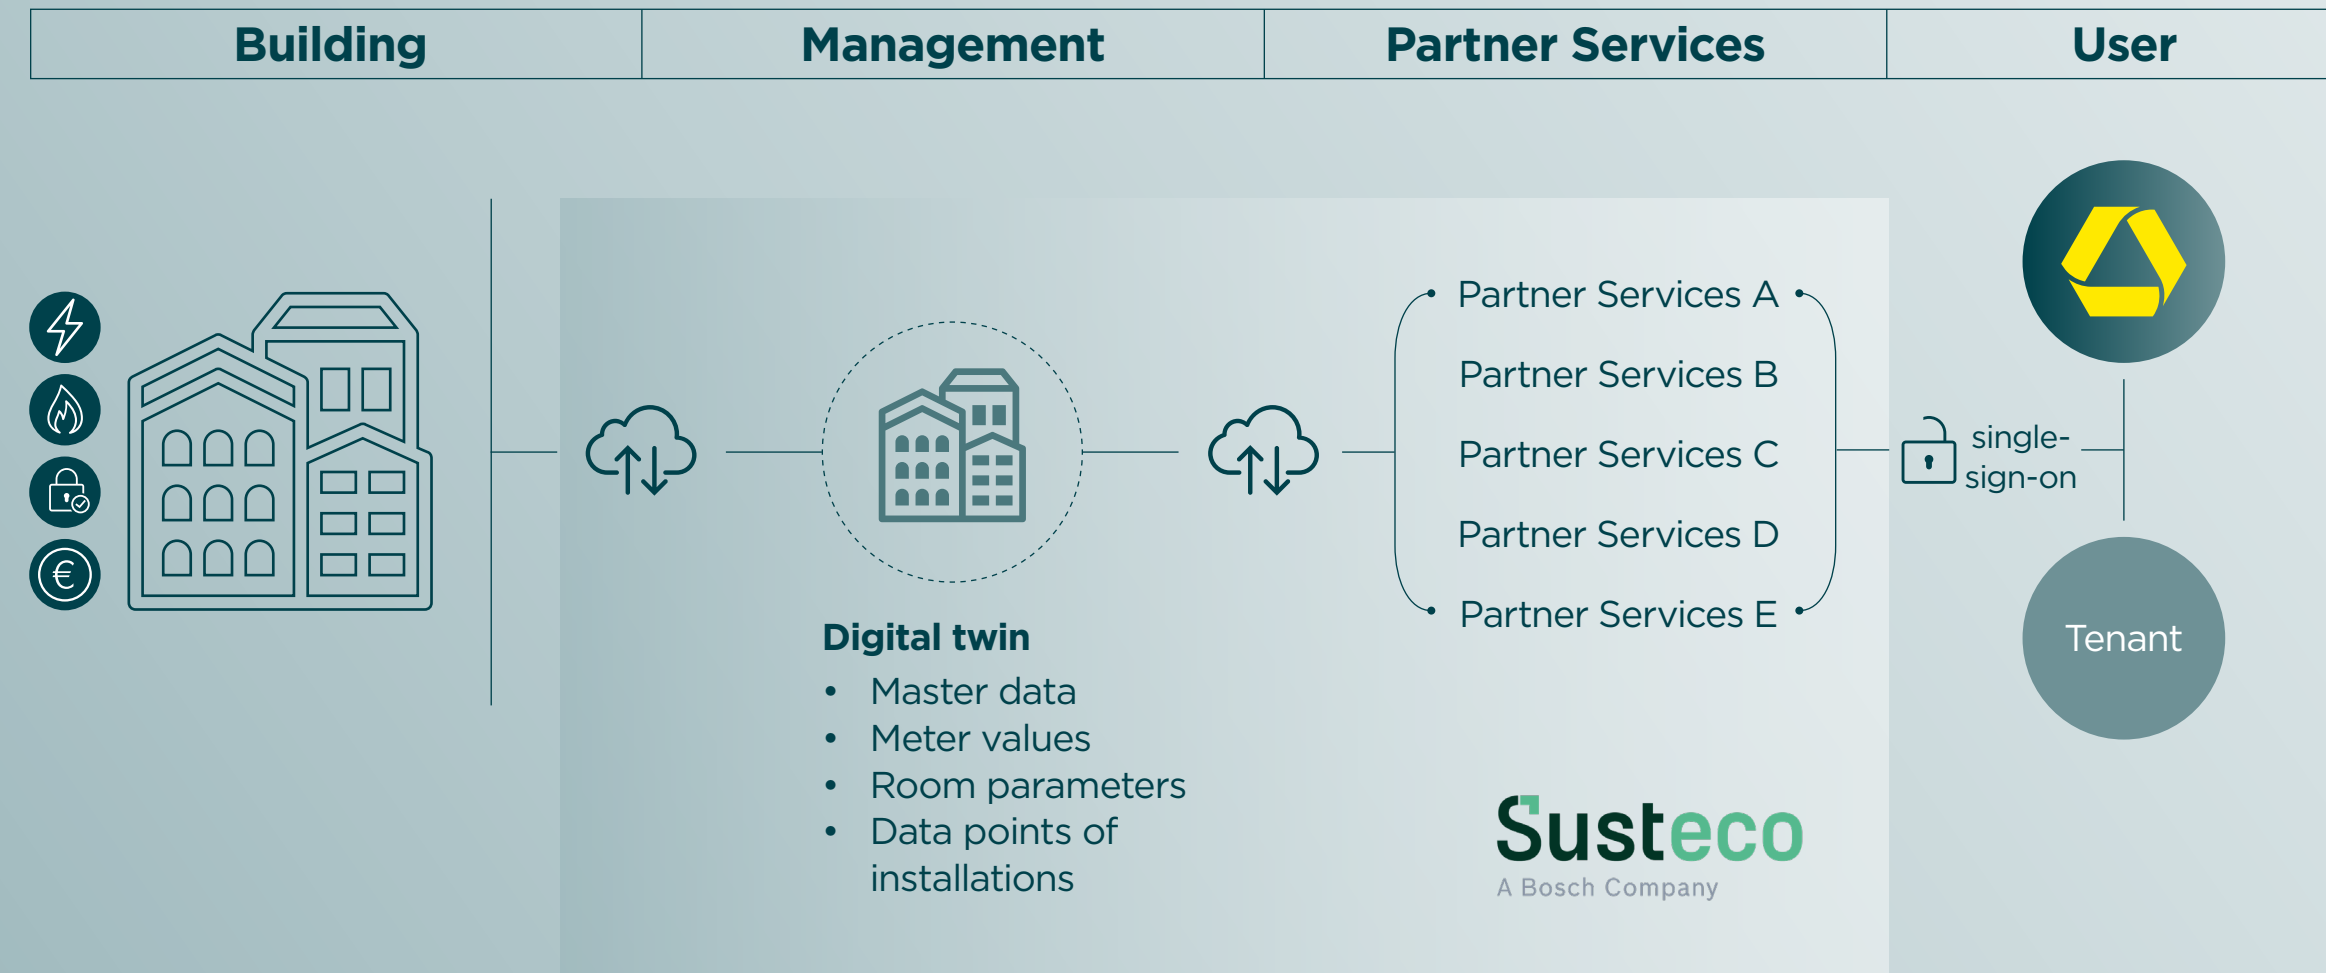 Building
Management
Partner Services
User
€
Digital twin
• Master data
• Meter values
• Room parameters
• Data points of
installations
Partner Services A
Partner Services B
Partner Services C
Partner Services D
Partner Services E
Susteco
A Bosch Company
single-
sign-on
Tenant